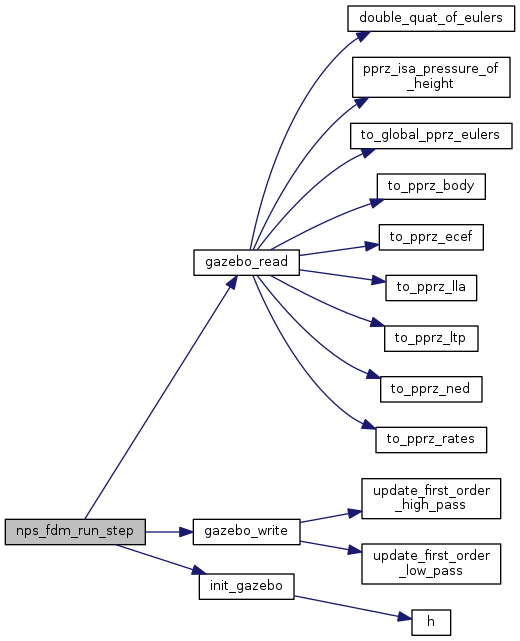 double_quat_of_eulers
pprz_isa_pressure_of
_height
to_global_pprz_eulers
to_pprz_body
to_pprz_ecef
gazebo_read
to_pprz_lla
to_pprz_ltp
to_pprz_ned
to_pprz_rates
update_first_order
_high_pass
nps_fdm_run_step
gazebo_write
update_first_order
_low_pass
init_gazebo
h